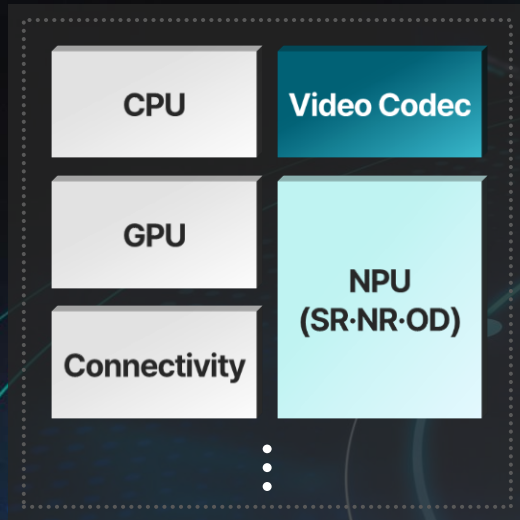 CPU
Video Codec
GPU
NPU
(SR·NR·OD)
Connectivity